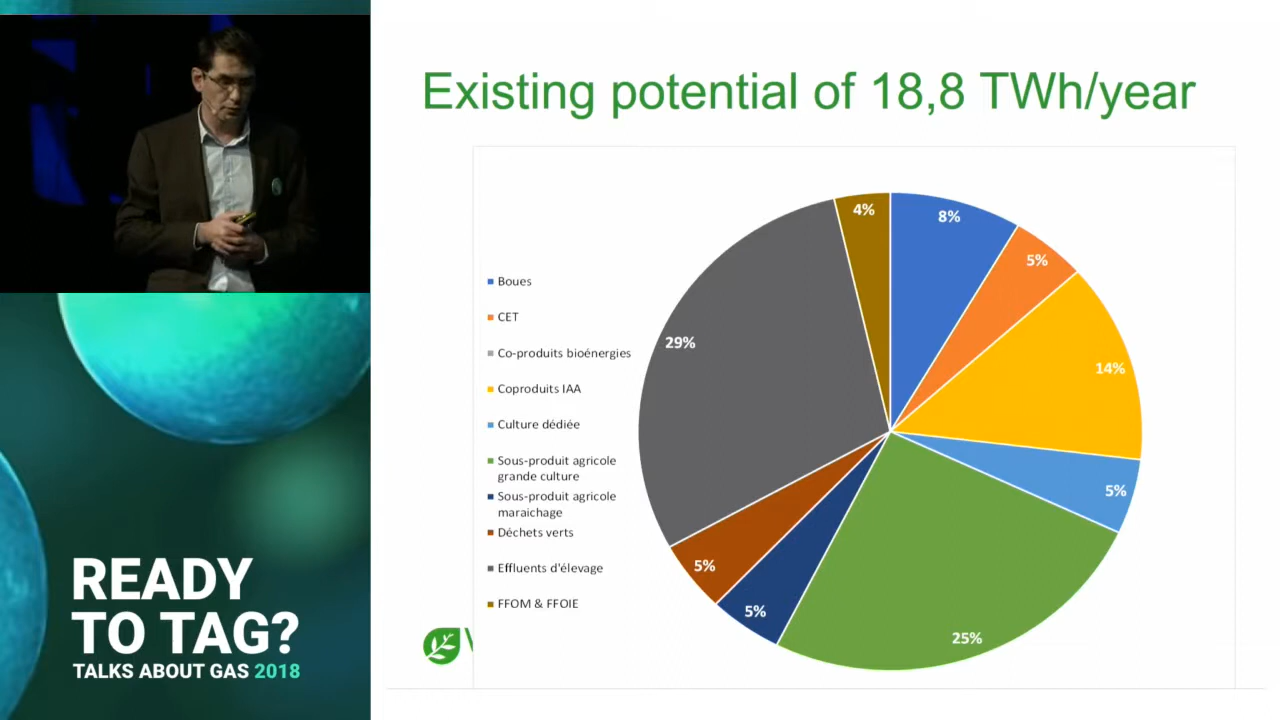 Existing potential of 18,8 TWh/year
4%
8%
5%
14%
5%
25%
5%
5%
29%
Boues
CET
Co-produits bioénergies
Coproduits IAA
Culture dédiée
Sous-produit agricole
grande culture
Sous-produit agricole
maraichage
Déchets verts
Effluents d'élevage
FFOM & FFOIE
READY
TO TAG?
TALKS ABOUT GAS 2018